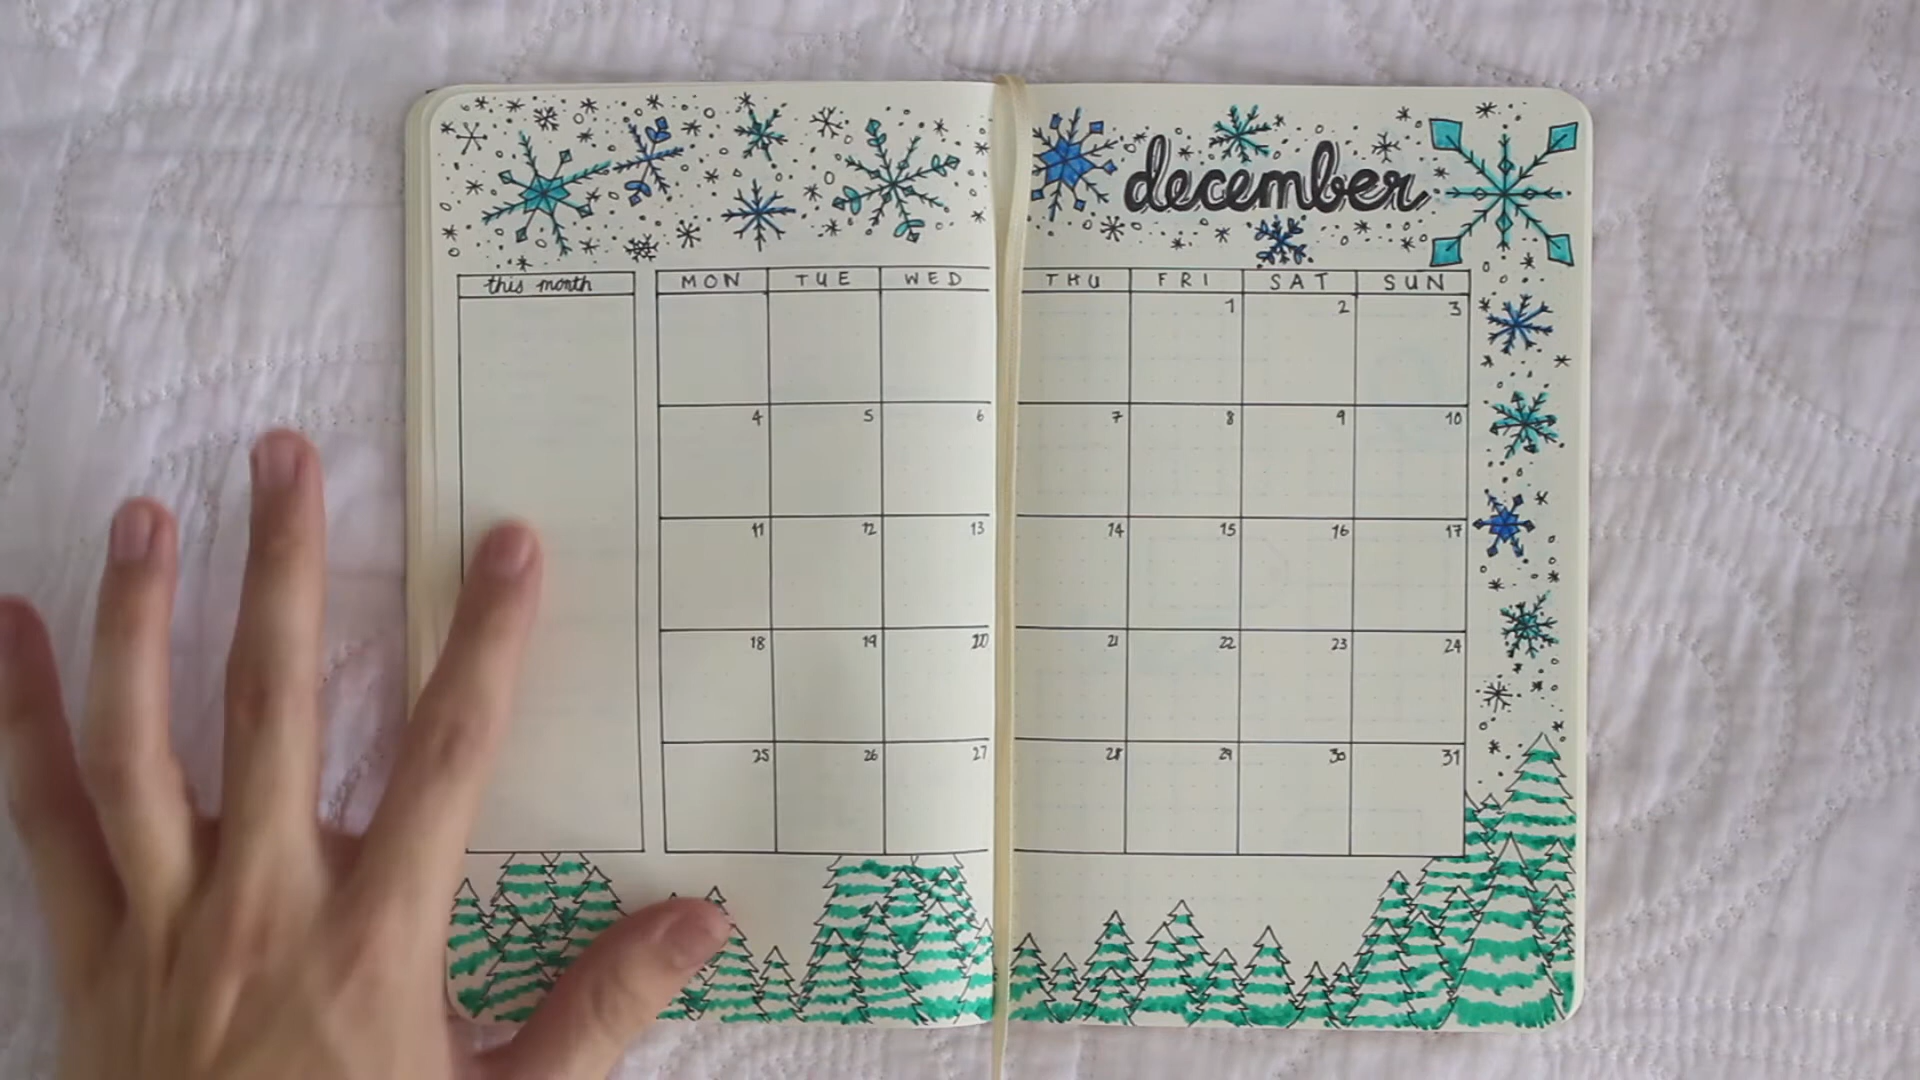 december
this month
MON TUE WED THU FRI SAT SUN
1 2 3
4 5 6 7 8 9 10
11 12 13 14 15 16 17
18 19 20 21 22 23 24
25 26 27 28 29 30 31